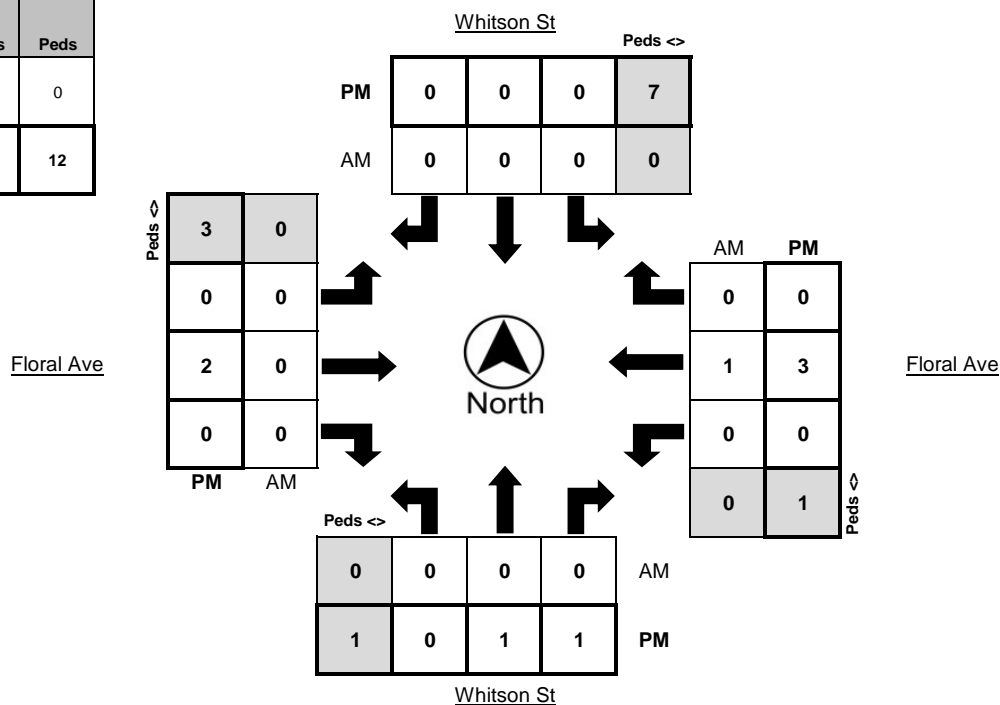 Whitson St
s Peds
0
12
Peds <>
PM 0 0 0 7
AM 0 0 0 0
Peds <>
3 0
0 0
2 0
0 0
PM AM
Floral Ave
North
AM PM
0 0
1 3
0 0
0 1
Peds <>
Floral Ave
Peds <>
0 0 0 0 AM
1 0 1 1 PM
Whitson St